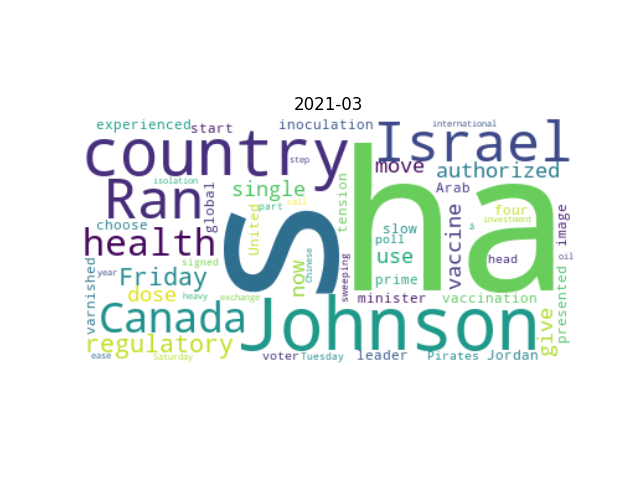 2021-03
experienced start inoculation international
country step Israel
move authorized
Ran global single tension Arab
isolation s ha
choose part call four image
United slow investment
health poll vaccine
signed use head oil
varnished year Friday now Chinese sweeping prime
dose heavy exchange minister vaccination presented
Canada Johnson give
regulatory
ease Saturday voter Tuesday leader Pirates Jordan